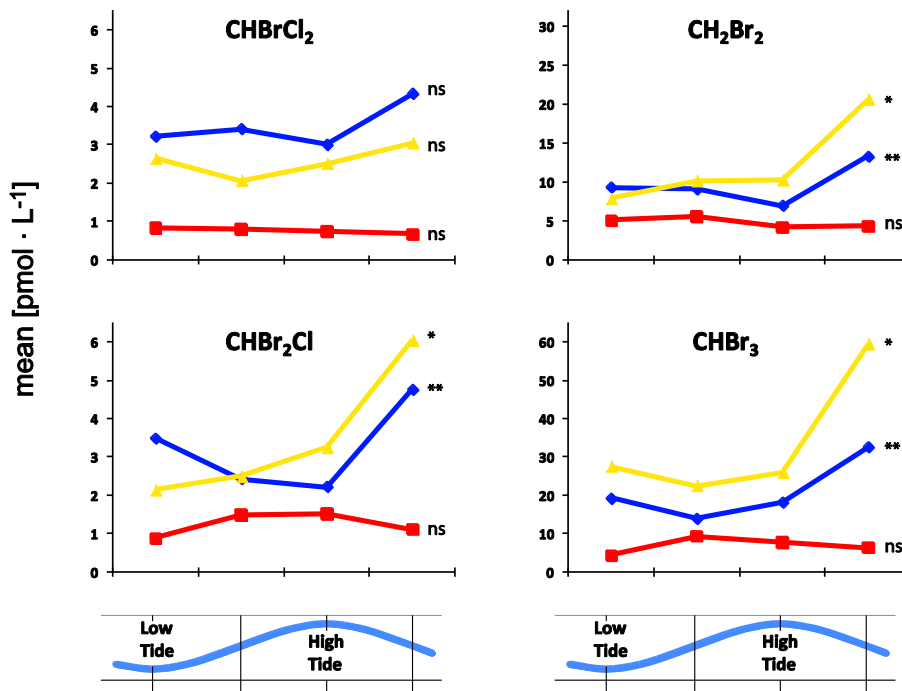 mean [pmol · L⁻¹]
CHBrCl₂
6
5
4
3
2
1
0
ns
ns
ns
CH₂Br₂
30
25
20
15
10
5
0
*
**
ns
CHBr₂Cl
6
5
4
3
2
1
0
*
**
ns
CHBr₃
60
50
40
30
20
10
0
*
**
ns
Low
Tide
High
Tide
Low
Tide
High
Tide